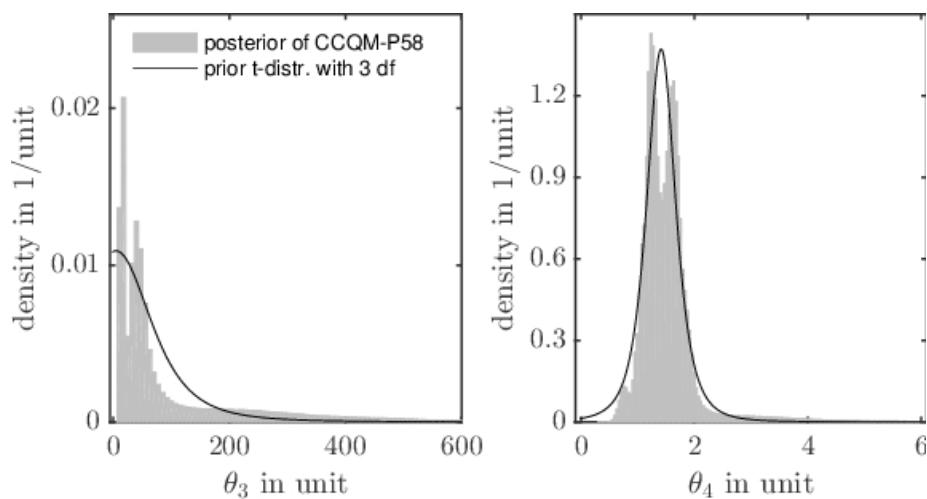 density in 1/unit
0.02
0.01
0
posterior of CCQM-P58
prior t-distr. with 3 df
0 200 400 600
θ3 in unit
density in 1/unit
1.2
0.9
0.6
0.3
0
0 2 4 6
θ4 in unit